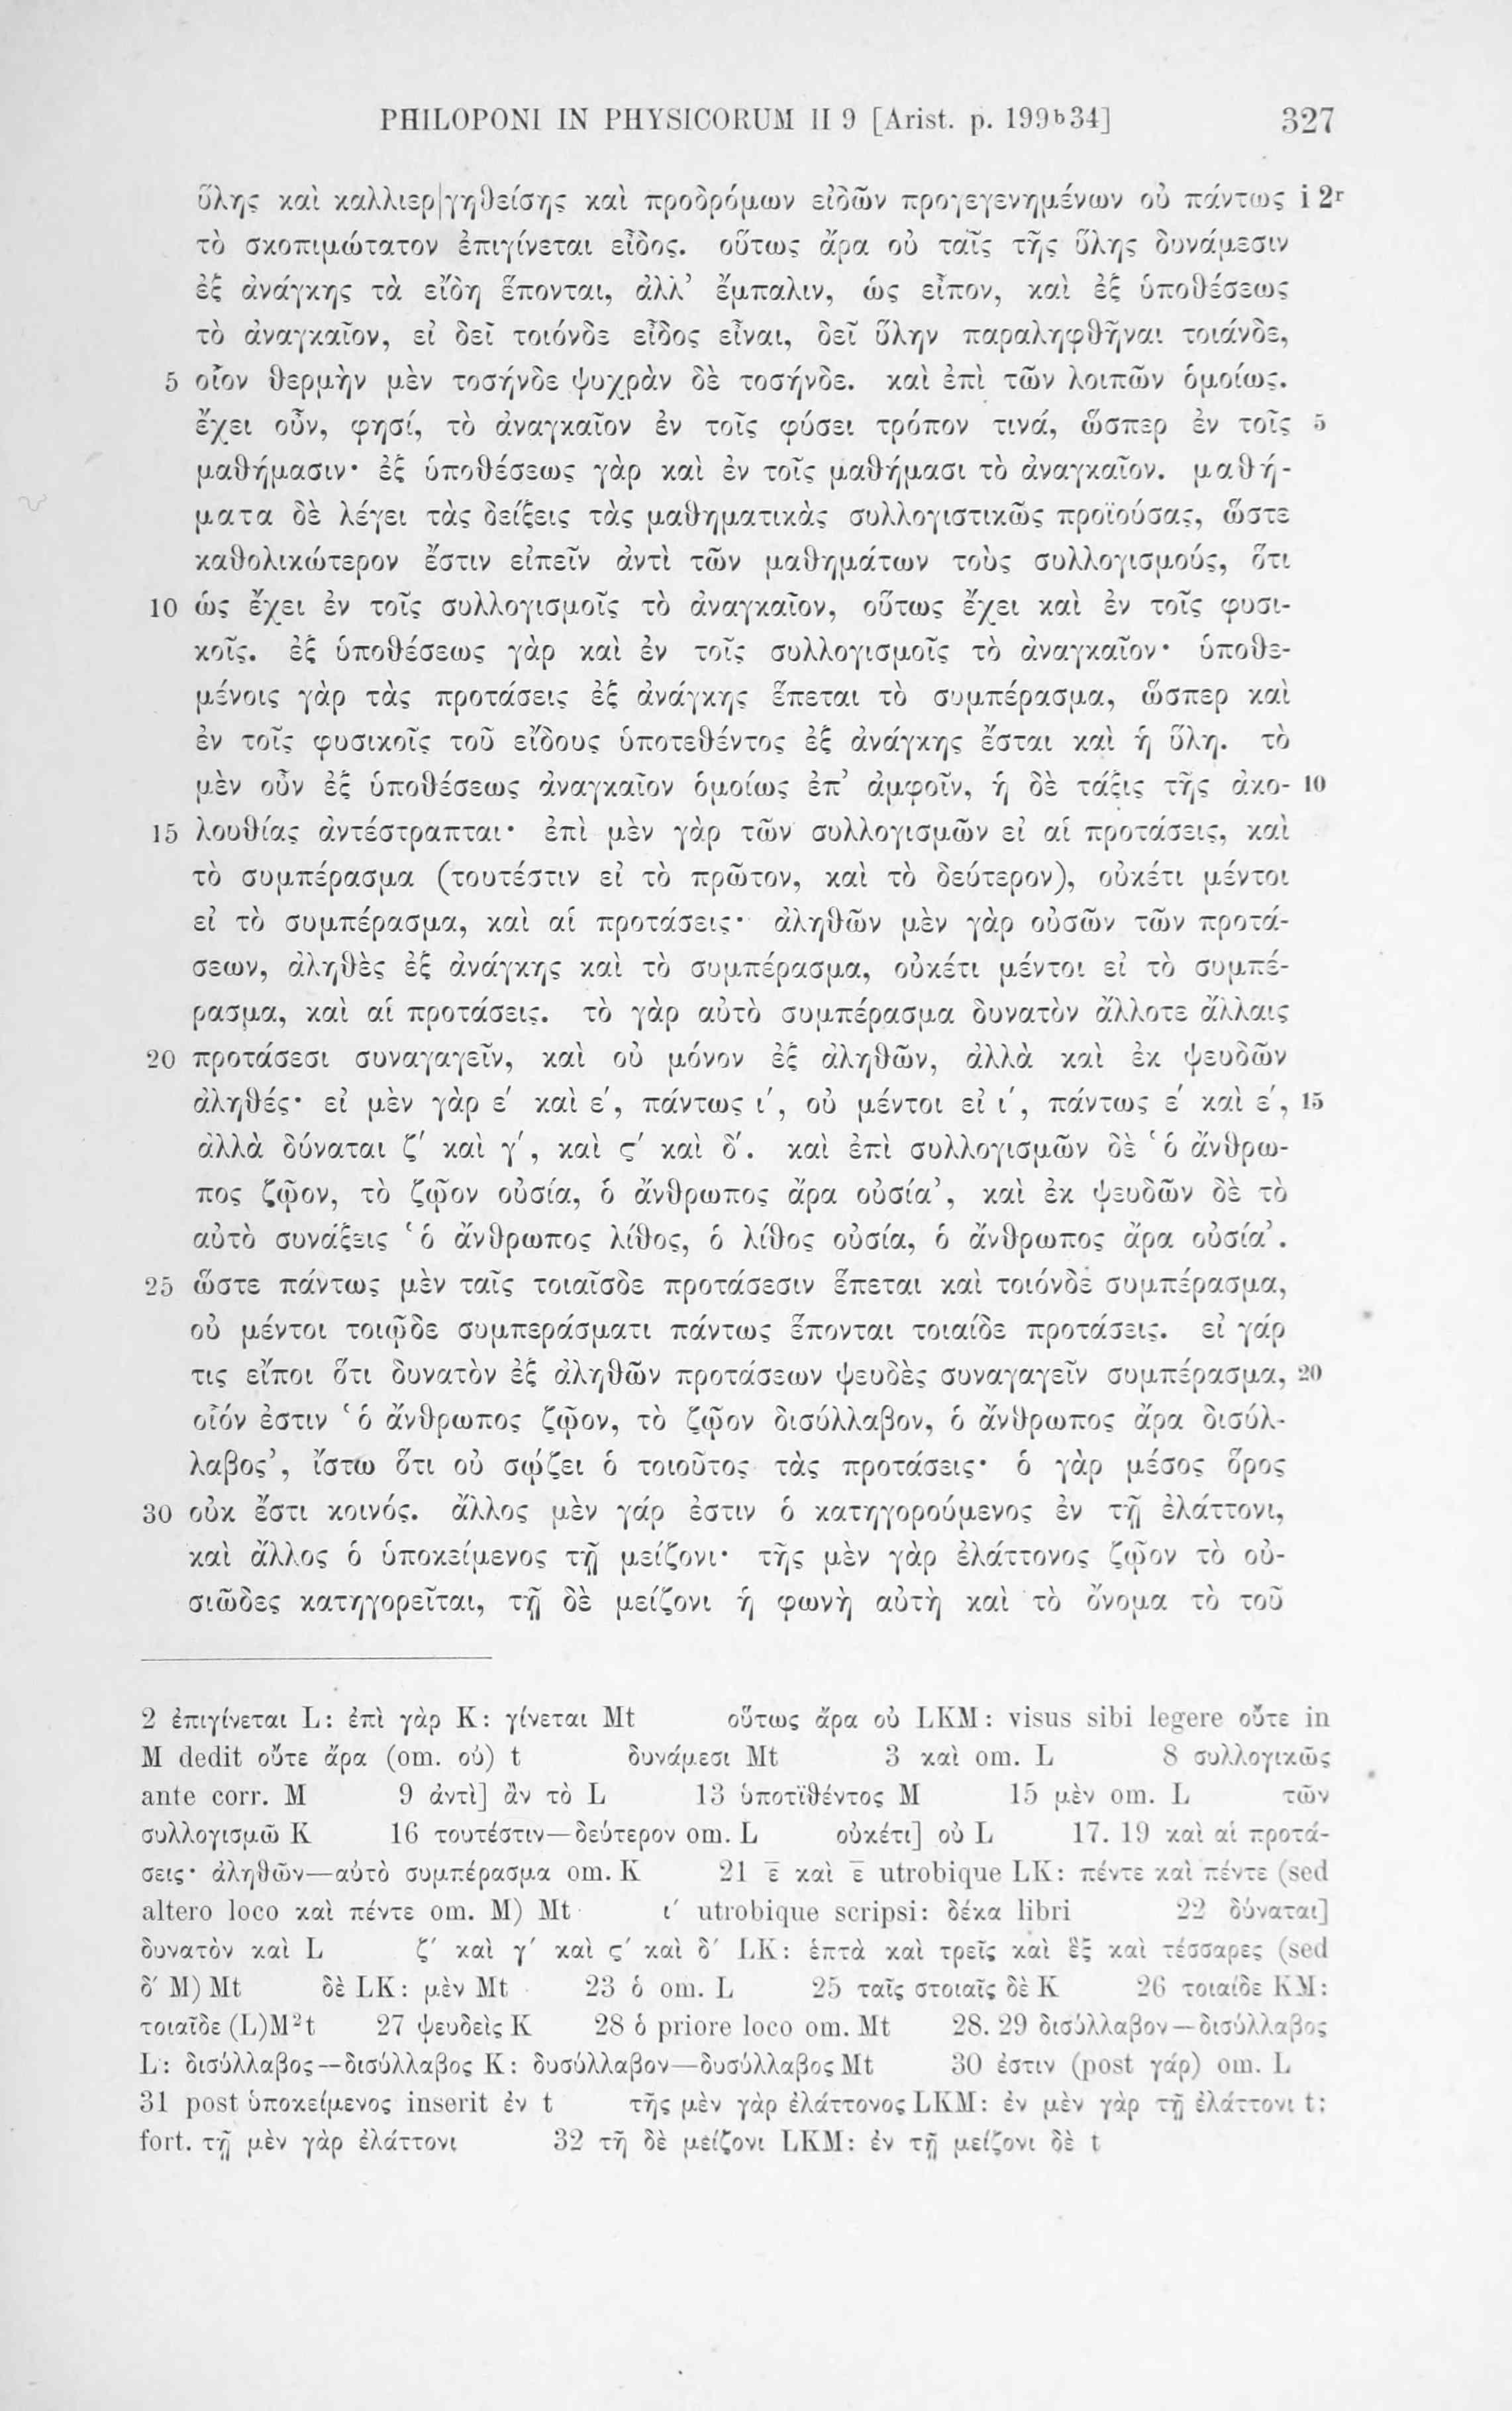 PHILOPONI IN PHYSICORUM II 9 [Arist. p. 199ᵇ34] 327
ὕλης καὶ καλλιερ|γηθείσης καὶ προδρόμων εἰδῶν προγεγενημένων οὐ πάντως i 2ʳ
τὸ σκοπιμώτατον ἐπιγίνεται εἶδος. οὕτως ἄρα οὐ ταῖς τῆς ὕλης δυνάμεσιν
ἐξ ἀνάγκης τὰ εἴδη ἕπονται, ἀλλ’ ἔμπαλιν, ὡς εἶπον, καὶ ἐξ ὑποθέσεως
τὸ ἀναγκαῖον, εἰ δεῖ τοιόνδε εἶδος εἶναι, δεῖ ὕλην παραληφθῆναι τοιάνδε,
5 οἷον θερμὴν μὲν τοσήνδε ψυχρὰν δὲ τοσήνδε. καὶ ἐπὶ τῶν λοιπῶν ὁμοίως.
ἔχει οὖν, φησί, τὸ ἀναγκαῖον ἐν τοῖς φύσει τρόπον τινά, ὥσπερ ἐν τοῖς 5
μαθήμασιν· ἐξ ὑποθέσεως γὰρ καὶ ἐν τοῖς μαθήμασι τὸ ἀναγκαῖον. μαθή-
ματα δὲ λέγει τὰς δείξεις τὰς μαθηματικὰς συλλογιστικῶς προϊούσας, ὥστε
καθολικώτερον ἔστιν εἰπεῖν ἀντὶ τῶν μαθημάτων τοὺς συλλογισμούς, ὅτι
10 ὡς ἔχει ἐν τοῖς συλλογισμοῖς τὸ ἀναγκαῖον, οὕτως ἔχει καὶ ἐν τοῖς φυσι-
κοῖς. ἐξ ὑποθέσεως γὰρ καὶ ἐν τοῖς συλλογισμοῖς τὸ ἀναγκαῖον· ὑποθε-
μένοις γὰρ τὰς προτάσεις ἐξ ἀνάγκης ἕπεται τὸ συμπέρασμα, ὥσπερ καὶ
ἐν τοῖς φυσικοῖς τοῦ εἴδους ὑποτεθέντος ἐξ ἀνάγκης ἔσται καὶ ἡ ὕλη. τὸ
μὲν οὖν ἐξ ὑποθέσεως ἀναγκαῖον ὁμοίως ἐπ’ ἀμφοῖν, ἡ δὲ τάξις τῆς ἀκο- 10
15 λουθίας ἀντέστραπται· ἐπὶ μὲν γὰρ τῶν συλλογισμῶν εἰ αἱ προτάσεις, καὶ
τὸ συμπέρασμα (τουτέστιν εἰ τὸ πρῶτον, καὶ τὸ δεύτερον), οὐκέτι μέντοι
εἰ τὸ συμπέρασμα, καὶ αἱ προτάσεις· ἀληθῶν μὲν γὰρ οὐσῶν τῶν προτά-
σεων, ἀληθὲς ἐξ ἀνάγκης καὶ τὸ συμπέρασμα, οὐκέτι μέντοι εἰ τὸ συμπέ-
ρασμα, καὶ αἱ προτάσεις. τὸ γὰρ αὐτὸ συμπέρασμα δυνατὸν ἄλλοτε ἄλλαις
20 προτάσεσι συναγαγεῖν, καὶ οὐ μόνον ἐξ ἀληθῶν, ἀλλὰ καὶ ἐκ ψευδῶν
ἀληθές· εἰ μὲν γὰρ ε′ καὶ ε′, πάντως ι′, οὐ μέντοι εἰ ι′, πάντως ε′ καὶ ε′, 15
ἀλλὰ δύναται ζ′ καὶ γ′, καὶ ς′ καὶ δ′. καὶ ἐπὶ συλλογισμῶν δὲ ‘ὁ ἄνθρω-
πος ζῷον, τὸ ζῷον οὐσία, ὁ ἄνθρωπος ἄρα οὐσία’, καὶ ἐκ ψευδῶν δὲ τὸ
αὐτὸ συνάξεις ‘ὁ ἄνθρωπος λίθος, ὁ λίθος οὐσία, ὁ ἄνθρωπος ἄρα οὐσία’.
25 ὥστε πάντως μὲν ταῖς τοιαῖσδε προτάσεσιν ἕπεται καὶ τοιόνδε συμπέρασμα,
οὐ μέντοι τοιῷδε συμπεράσματι πάντως ἕπονται τοιαίδε προτάσεις. εἰ γάρ
τις εἴποι ὅτι δυνατὸν ἐξ ἀληθῶν προτάσεων ψευδὲς συναγαγεῖν συμπέρασμα, 20
οἷόν ἐστιν ‘ὁ ἄνθρωπος ζῷον, τὸ ζῷον δισύλλαβον, ὁ ἄνθρωπος ἄρα δισύλ-
λαβος’, ἴστω ὅτι οὐ σῴζει ὁ τοιοῦτος τὰς προτάσεις· ὁ γὰρ μέσος ὅρος
30 οὐκ ἔστι κοινός. ἄλλος μὲν γάρ ἐστιν ὁ κατηγορούμενος ἐν τῇ ἐλάττονι,
καὶ ἄλλος ὁ ὑποκείμενος τῇ μείζονι· τῆς μὲν γὰρ ἐλάττονος ζῷον τὸ οὐ-
σιῶδες κατηγορεῖται, τῇ δὲ μείζονι ἡ φωνὴ αὐτὴ καὶ τὸ ὄνομα τὸ τοῦ
2 ἐπιγίνεται L: ἐπὶ γὰρ K: γίνεται Mt οὕτως ἄρα οὐ LKM: visus sibi legere οὔτε in
M dedit οὔτε ἄρα (om. οὐ) t δυνάμεσι Mt 3 καὶ om. L 8 συλλογικῶς
ante corr. M 9 ἀντὶ] ἂν τὸ L 13 ὑποτϊθέντος M 15 μὲν om. L τῶν
συλλογισμῶ K 16 τουτέστιν—δεύτερον om. L οὐκέτι] οὐ L 17. 19 καὶ αἱ προτά-
σεις· ἀληθῶν—αὐτὸ συμπέρασμα om. K 21 ε̅ καὶ ε̅ utrobique LK: πέντε καὶ πέντε (sed
altero loco καὶ πέντε om. M) Mt ι′ utrobique scripsi: δέκα libri 22 δύναται]
δυνατὸν καὶ L ζ′ καὶ γ′ καὶ ς′ καὶ δ′ LK: ἑπτὰ καὶ τρεῖς καὶ ἓξ καὶ τέσσαρες (sed
δ′ M) Mt δὲ LK: μὲν Mt 23 ὁ om. L 25 ταῖς στοιαῖς δὲ K 26 τοιαίδε KM:
τοιαῖδε (L)M²t 27 ψευδεὶς K 28 ὁ priore loco om. Mt 28. 29 δισύλλαβον—δισύλλαβος
L: δισύλλαβος—δισύλλαβος K: δυσύλλαβον—δυσύλλαβος Mt 30 ἐστιν (post γάρ) om. L
31 post ὑποκείμενος inserit ἐν t τῆς μὲν γὰρ ἐλάττονος LKM: ἐν μὲν γὰρ τῇ ἐλάττονι t:
fort. τῇ μὲν γὰρ ἐλάττονι 32 τῇ δὲ μείζονι LKM: ἐν τῇ μείζονι δὲ t